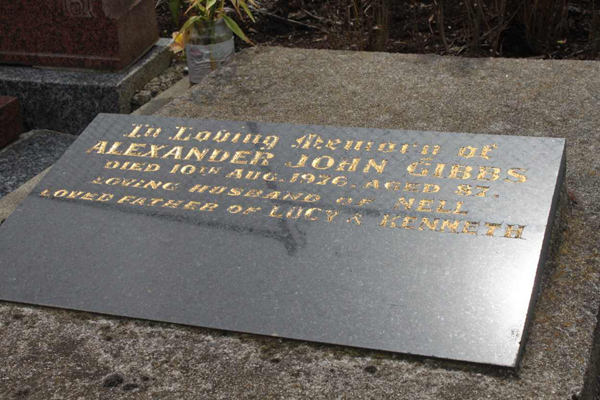 In Loving Memory of
ALEXANDER JOHN GIBBS
DIED 10TH AUG. 1976. AGED 87.
LOVING HUSBAND OF NELL
LOVED FATHER OF LUCY & KENNETH